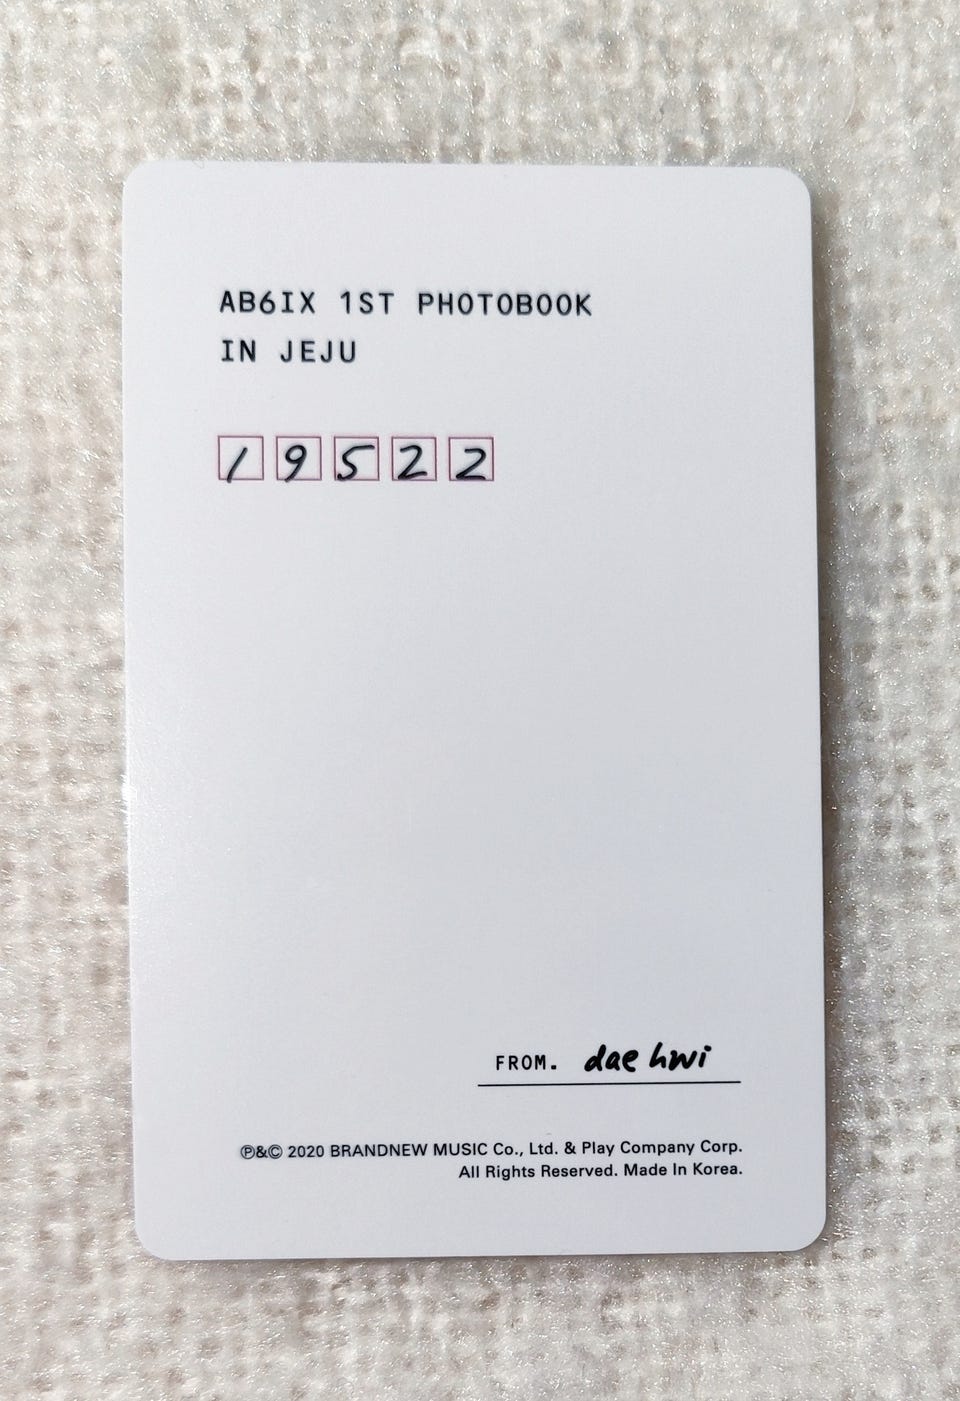 AB6IX 1ST PHOTOBOOK
IN JEJU
19522
FROM. dae hwi
℗&© 2020 BRANDNEW MUSIC Co., Ltd. & Play Company Corp.
All Rights Reserved. Made In Korea.